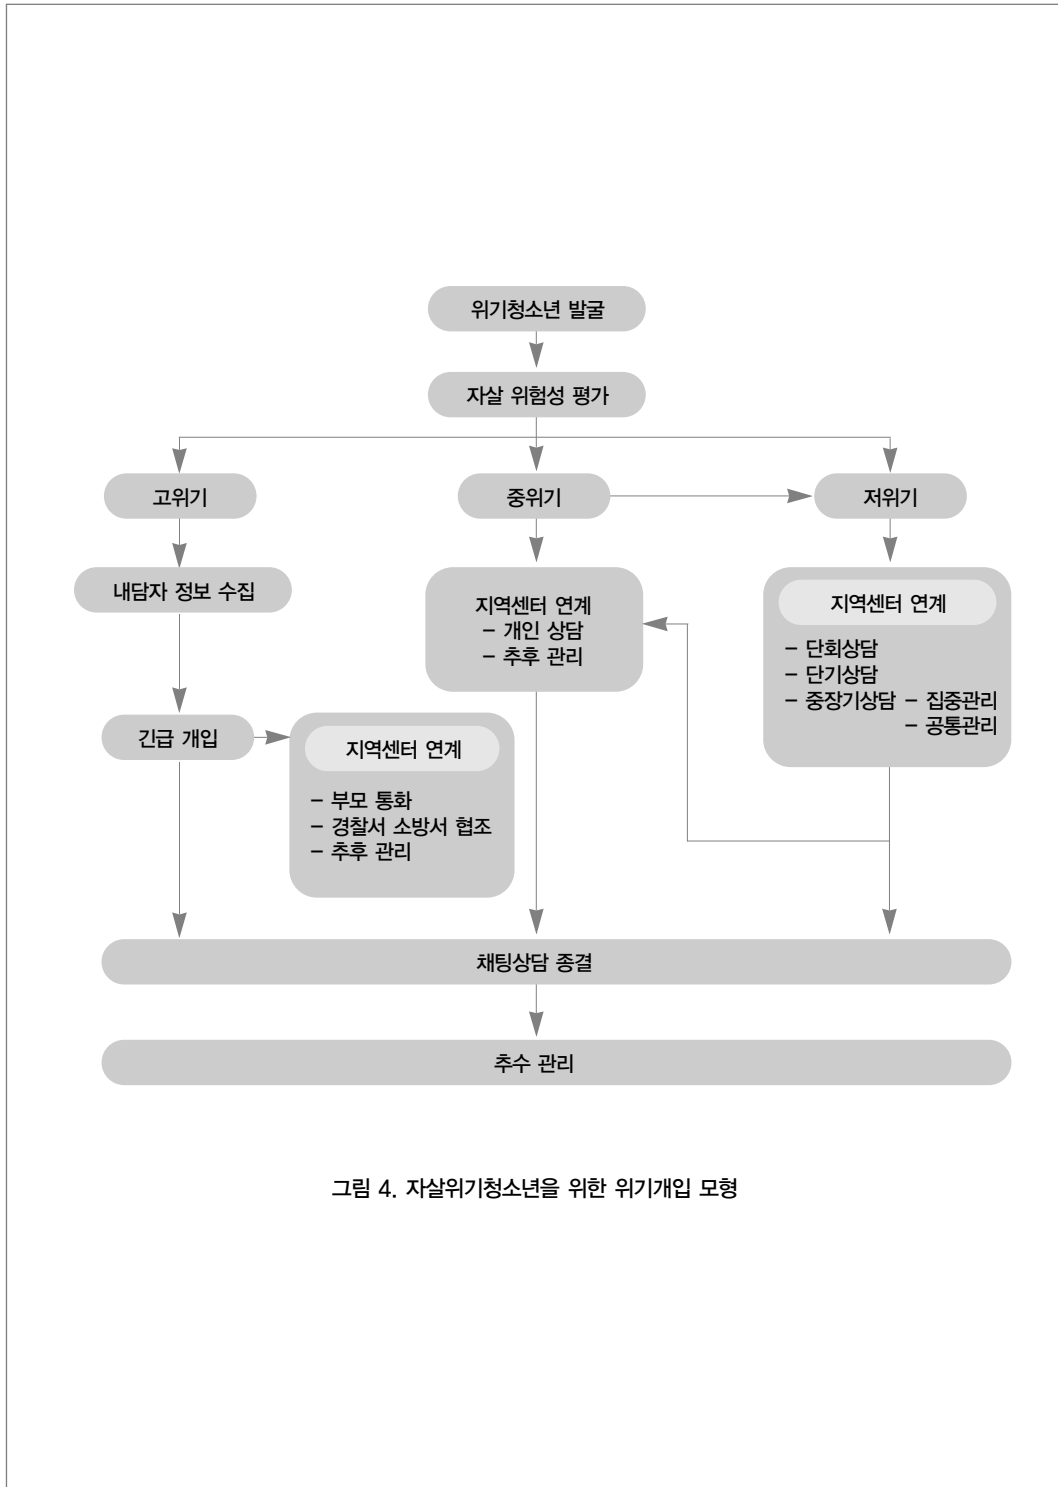 위기청소년 발굴
자살 위험성 평가
고위기
중위기
저위기
내담자 정보 수집
지역센터 연계
– 개인 상담
– 추후 관리
지역센터 연계
– 단회상담
– 단기상담
– 중장기상담 – 집중관리
– 공통관리
긴급 개입
지역센터 연계
– 부모 통화
– 경찰서 소방서 협조
– 추후 관리
채팅상담 종결
추수 관리
그림 4. 자살위기청소년을 위한 위기개입 모형